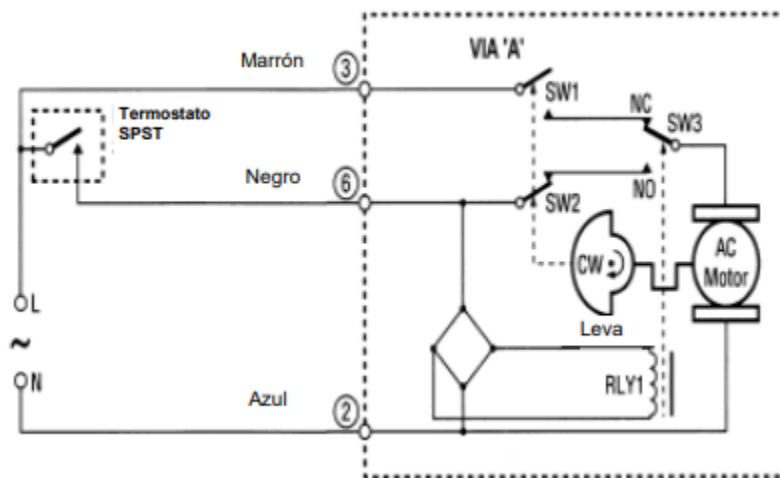 VIA 'A'
Marrón
3
SW1
Termostato
SPST
NC
SW3
Negro
6
SW2
NO
CW
AC
Motor
L
~
N
Leva
RLY1
Azul
2